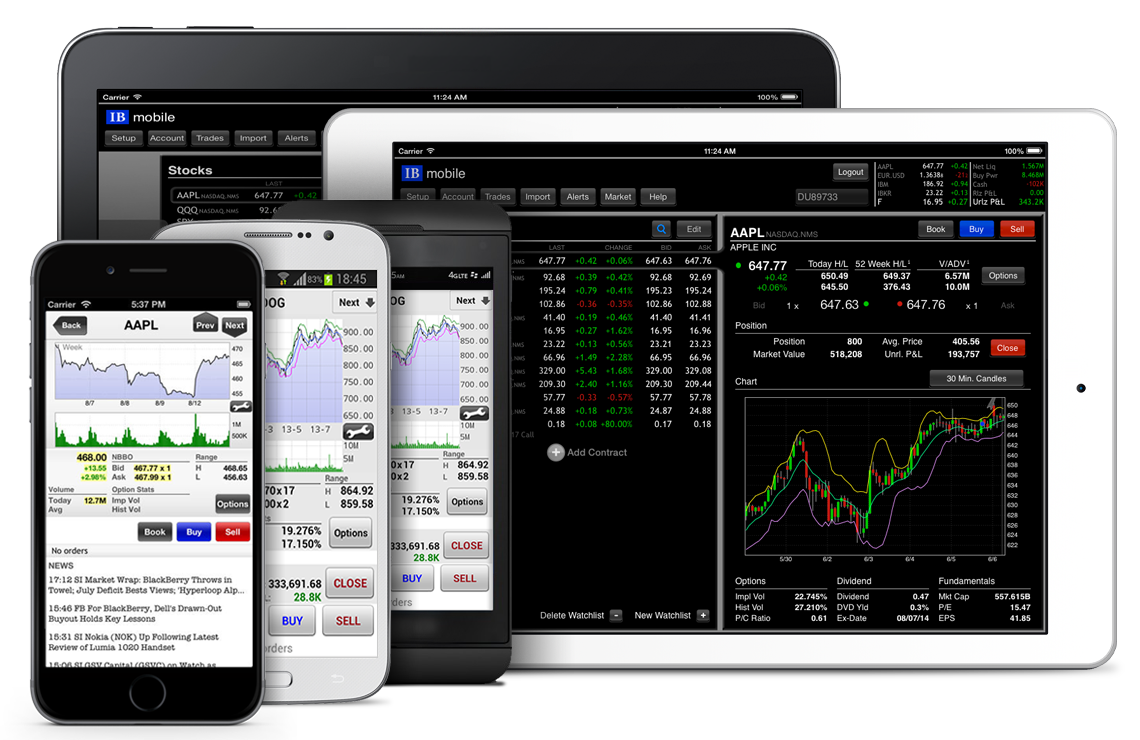 Carrier 11:24 AM 100%
IB mobile
Setup Account Trades Import Alerts
Stocks
LAST
AAPL NASDAQ.NMS 647.77 +0.42
QQQ NASDAQ.NMS 92.6
Carrier 11:24 AM 100%
IB mobile
Logout
Setup Account Trades Import Alerts Market Help
DU89733
AAPL 647.77 +0.42 Net Liq 1.567M
EUR.USD 1.3638s -21 Buy Pwr 8.468M
IBM 186.92 +0.94 Cash -102K
IBKR 23.22 +0.13 Rlz P&L 0.00
F 16.95 +0.27 Urlz P&L 343.2K
Edit
LAST CHANGE BID ASK
.NMS 647.77 +0.42 +0.06% 647.63 647.76
.NMS 92.68 +0.39 +0.42% 92.68 92.69
195.24 +0.79 +0.41% 195.23 195.24
102.86 -0.36 -0.35% 102.86 102.88
41.40 +0.19 +0.46% 41.40 41.41
16.95 +0.27 +1.62% 16.94 16.95
23.22 +0.13 +0.56% 23.21 23.22
.NMS 66.96 +1.49 +2.28% 66.95 66.96
329.00 +5.43 +1.68% 329.00 329.08
.NMS 209.30 +2.40 +1.16% 209.30 209.44
57.77 -0.33 -0.57% 57.77 57.78
.NMS 24.88 +0.18 +0.73% 24.87 24.88
0.18 +0.08 +80.00% 0.17 0.18
17 Call
Add Contract
Delete Watchlist - New Watchlist +
AAPL NASDAQ.NMS
Book Buy Sell
APPLE INC
647.77
+0.42
+0.06%
Today H/L 52 Week H/L¹ V/ADV¹
650.49 649.37 6.57M
645.50 376.43 10.0M
Options
Bid 1 x 647.63 647.76 x 1 Ask
Position
Position 800 Avg. Price 405.56
Market Value 518,208 Unrl. P&L 193,757
Close
Chart
30 Min. Candles
650
648
646
644
642
640
638
636
634
632
630
628
626
624
622
5/30 6/2 6/3 6/4 6/5 6/6
Options Dividend Fundamentals
Impl Vol 22.745% Dividend 0.47 Mkt Cap 557.615B
Hist Vol 27.210% DVD Yld 0.3% P/E 15.47
P/C Ratio 0.61 Ex-Date 08/07/14 EPS 41.85
Carrier 5:37 PM
Back AAPL Prev Next
Week
470
465
460
455
8/7 8/8 8/9 8/12
1M
500K
468.00 NBBO Range
+13.55 Bid 467.77 x 1 H 468.65
+2.98% Ask 467.99 x 1 L 456.63
Volume Option Stats
Today 12.7M Imp Vol
Avg Hist Vol
Options
Book Buy Sell
No orders
NEWS
17:12 SI Market Wrap: BlackBerry Throws in
Towel; July Deficit Bests Views; 'Hyperloop Alp...
15:46 FB For BlackBerry, Dell's Drawn-Out
Buyout Holds Key Lessons
15:31 SI Nokia (NOK) Up Following Latest
Review of Lumia 1020 Handset
15:06 SI GSV Capital (GSVC) on Watch as
83% 18:45
OG Next
900.00
850.00
800.00
750.00
700.00
650.00
-3 13-5 13-7
10M
5M
Range
70x17 H 864.92
00x2 L 859.58
19.276%
17.150%
Options
333,691.68
28.8K
CLOSE
BUY SELL
orders
4G LTE
OG Next
900.00
850.00
800.00
750.00
700.00
650.00
13-5 13-7
10M
5M
Range
0x17 H 864.92
0x2 L 859.58
19.276%
17.150%
Options
333,691.68
28.8K
CLOSE
BUY SELL
ders